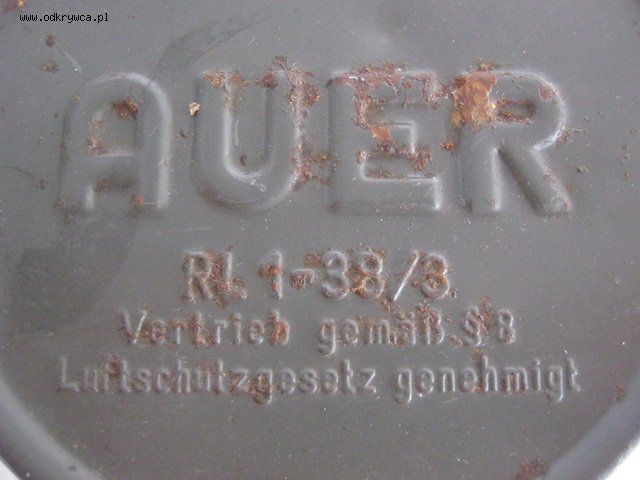 www.odkrywca.pl
AUER
RL 1-38/3
Vertrieb gemäß § 8
Luftschutzgesetz genehmigt